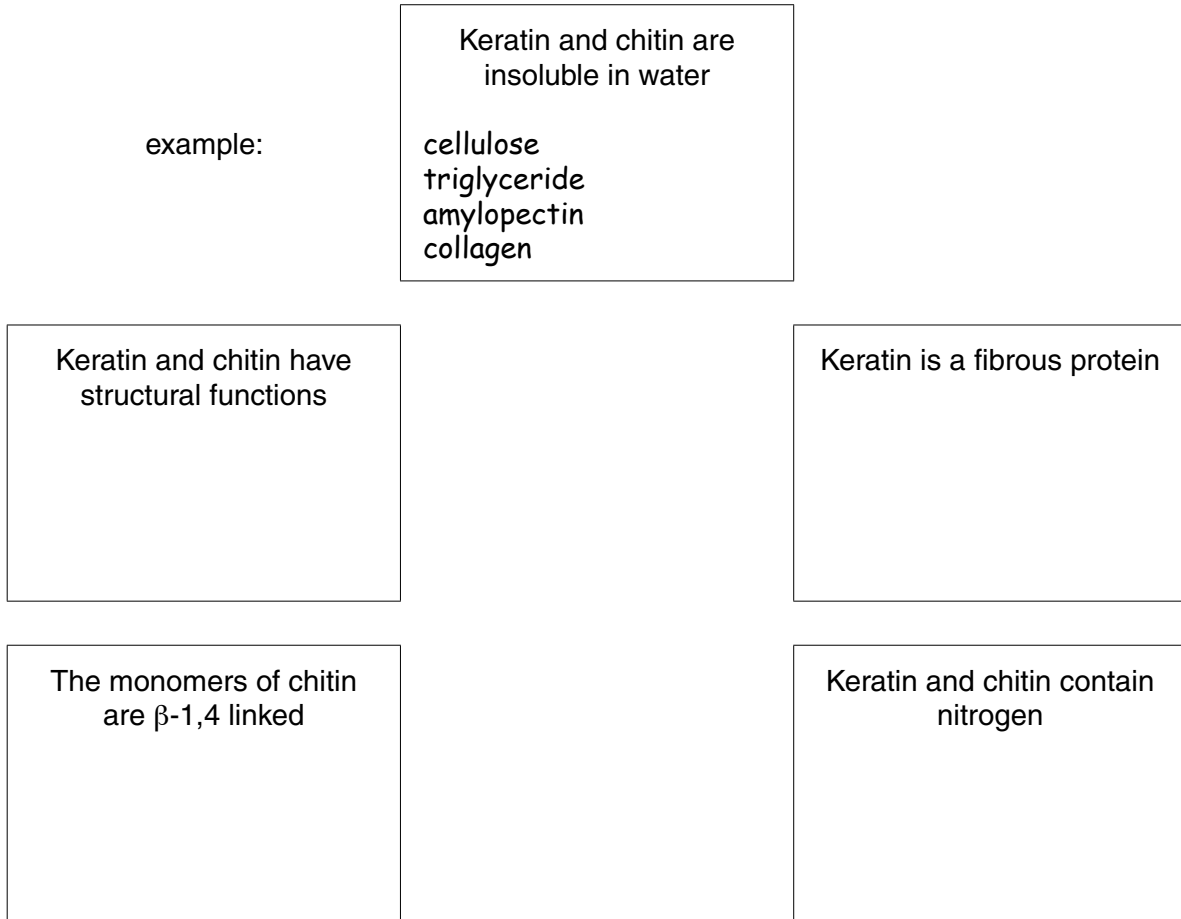 Keratin and chitin are
insoluble in water
example:
cellulose
triglyceride
amylopectin
collagen
Keratin and chitin have
structural functions
Keratin is a fibrous protein
The monomers of chitin
are β-1,4 linked
Keratin and chitin contain
nitrogen